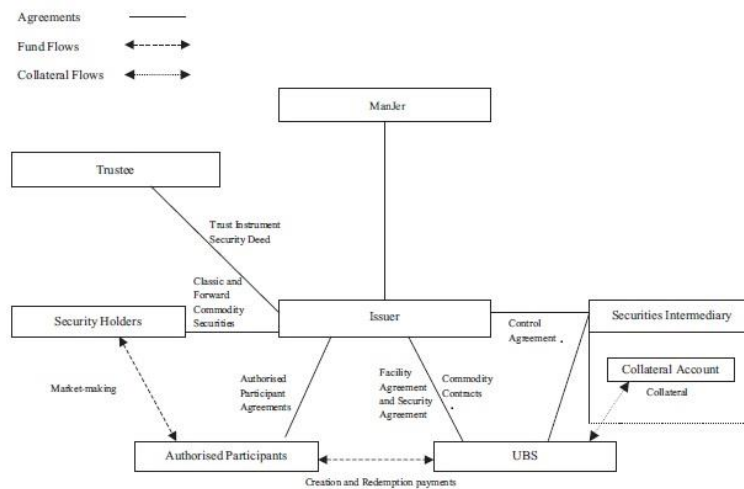 Agreements
Fund Flows
Collateral Flows
ManJer
Trustee
Trust Instrument
Security Deed
Classic and
Forward
Commodity
Securities
Security Holders
Issuer
Control
Agreement .
Securities Intermediary
Collateral Account
Collateral
Market-making
Authorised
Participant
Agreements
Facility
Agreement
and Security
Agreement
Commodity
Contracts
.
Authorised Participants
UBS
Creation and Redemption payments